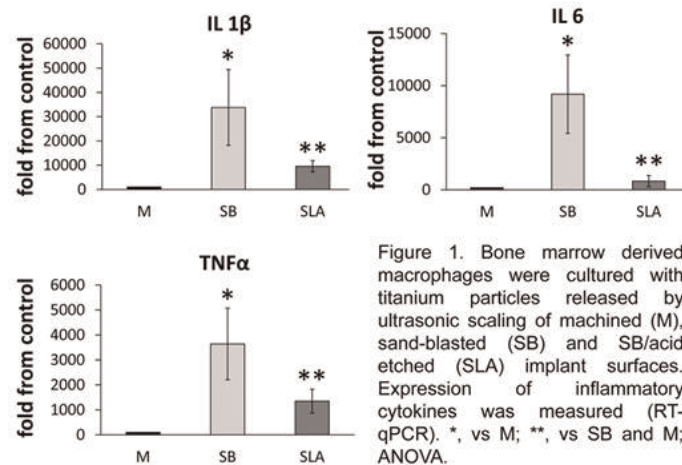 IL 1β
fold from control
60000
50000
40000
30000
20000
10000
0
*
**
M SB SLA
IL 6
fold from control
15000
10000
5000
0
*
**
M SB SLA
TNFα
fold from control
6000
5000
4000
3000
2000
1000
0
*
**
M SB SLA
Figure 1. Bone marrow derived
macrophages were cultured with
titanium particles released by
ultrasonic scaling of machined (M),
sand-blasted (SB) and SB/acid
etched (SLA) implant surfaces.
Expression of inflammatory
cytokines was measured (RT-
qPCR). *, vs M; **, vs SB and M;
ANOVA.